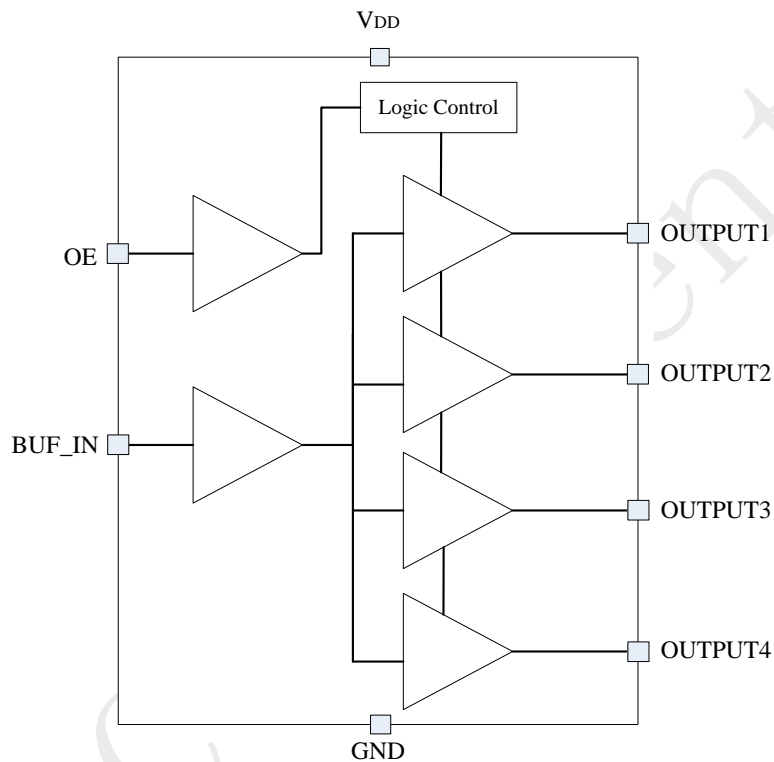 VDD
Logic Control
OUTPUT1
OE
OUTPUT2
BUF_IN
OUTPUT3
OUTPUT4
GND